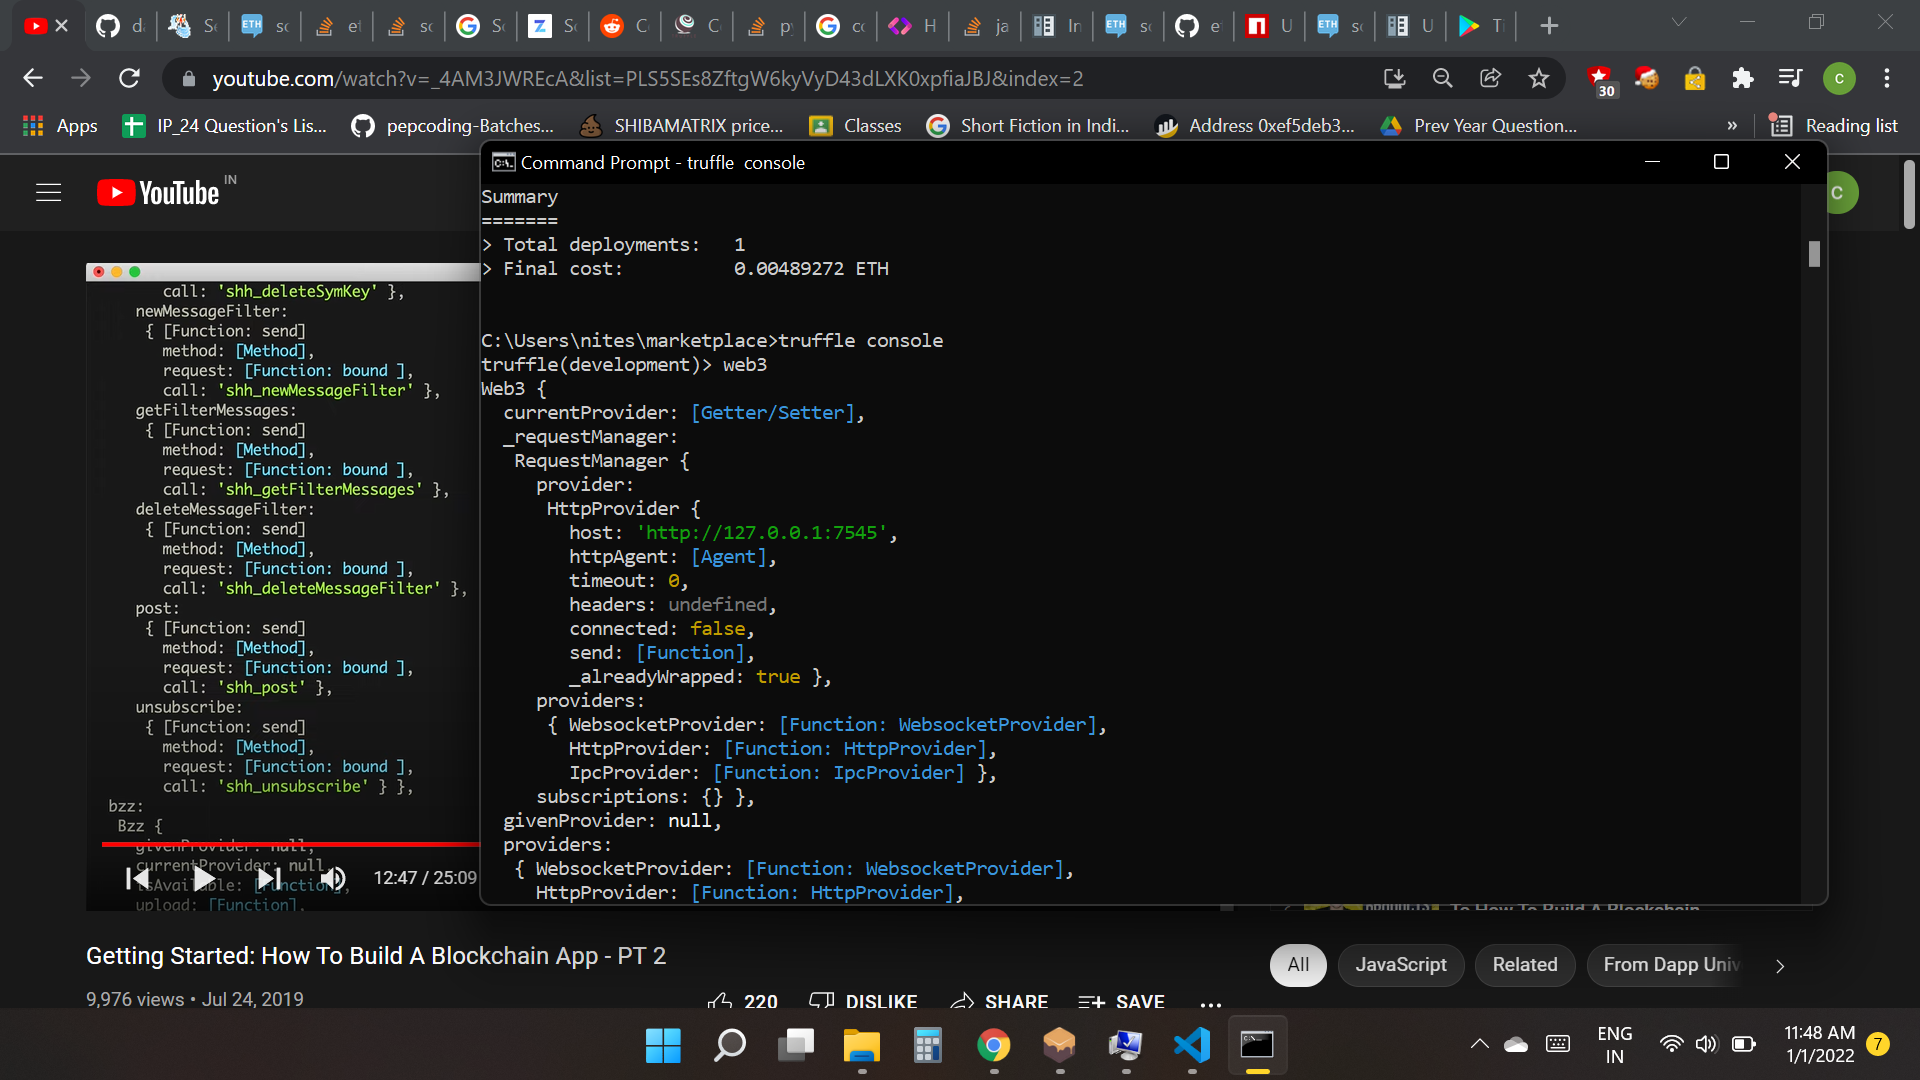 youtube.com/watch?v=_4AM3JWREcA&list=PLS5SEs8ZftgW6kyVyD43dLXK0xpfiaJBJ&index=2
30
Apps
IP_24 Question's Lis...
pepcoding-Batches...
SHIBAMATRIX price...
Classes
Short Fiction in Indi...
Address 0xef5deb3...
Prev Year Question...
»
Reading list
YouTube IN
call: 'shh_deleteSymKey' },
newMessageFilter:
{ [Function: send]
method: [Method],
request: [Function: bound ],
call: 'shh_newMessageFilter' },
getFilterMessages:
{ [Function: send]
method: [Method],
request: [Function: bound ],
call: 'shh_getFilterMessages' },
deleteMessageFilter:
{ [Function: send]
method: [Method],
request: [Function: bound ],
call: 'shh_deleteMessageFilter' },
post:
{ [Function: send]
method: [Method],
request: [Function: bound ],
call: 'shh_post' },
unsubscribe:
{ [Function: send]
method: [Method],
request: [Function: bound ],
call: 'shh_unsubscribe' } },
bzz:
Bzz {
givenProvider: null,
currentProvider: null
isAvailable: [Function],
upload: [Function],
12:47 / 25:09
Command Prompt - truffle console
Summary
=======
> Total deployments: 1
> Final cost: 0.00489272 ETH
C:\Users\nites\marketplace>truffle console
truffle(development)> web3
Web3 {
currentProvider: [Getter/Setter],
_requestManager:
RequestManager {
provider:
HttpProvider {
host: 'http://127.0.0.1:7545',
httpAgent: [Agent],
timeout: 0,
headers: undefined,
connected: false,
send: [Function],
_alreadyWrapped: true },
providers:
{ WebsocketProvider: [Function: WebsocketProvider],
HttpProvider: [Function: HttpProvider],
IpcProvider: [Function: IpcProvider] },
subscriptions: {} },
givenProvider: null,
providers:
{ WebsocketProvider: [Function: WebsocketProvider],
HttpProvider: [Function: HttpProvider],
To How To Build A Blockchain
Getting Started: How To Build A Blockchain App - PT 2
9,976 views • Jul 24, 2019
220 DISLIKE SHARE SAVE ...
All JavaScript Related From Dapp Univ
ENG
IN
11:48 AM
1/1/2022
7